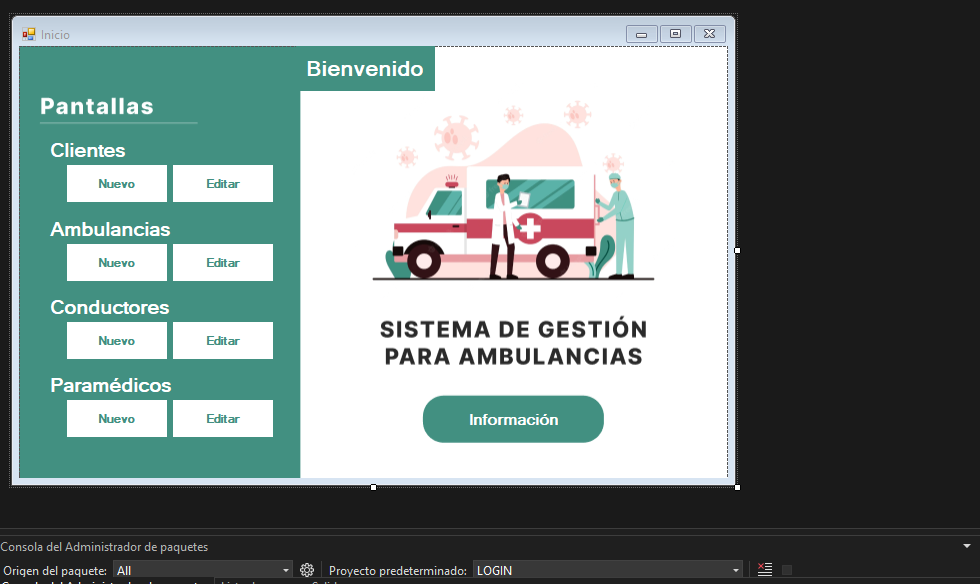 Inicio
Bienvenido
Pantallas
Clientes
Nuevo
Editar
Ambulancias
Nuevo
Editar
Conductores
Nuevo
Editar
Paramédicos
Nuevo
Editar
SISTEMA DE GESTIÓN
PARA AMBULANCIAS
Información
Consola del Administrador de paquetes
Origen del paquete: All
Proyecto predeterminado: LOGIN